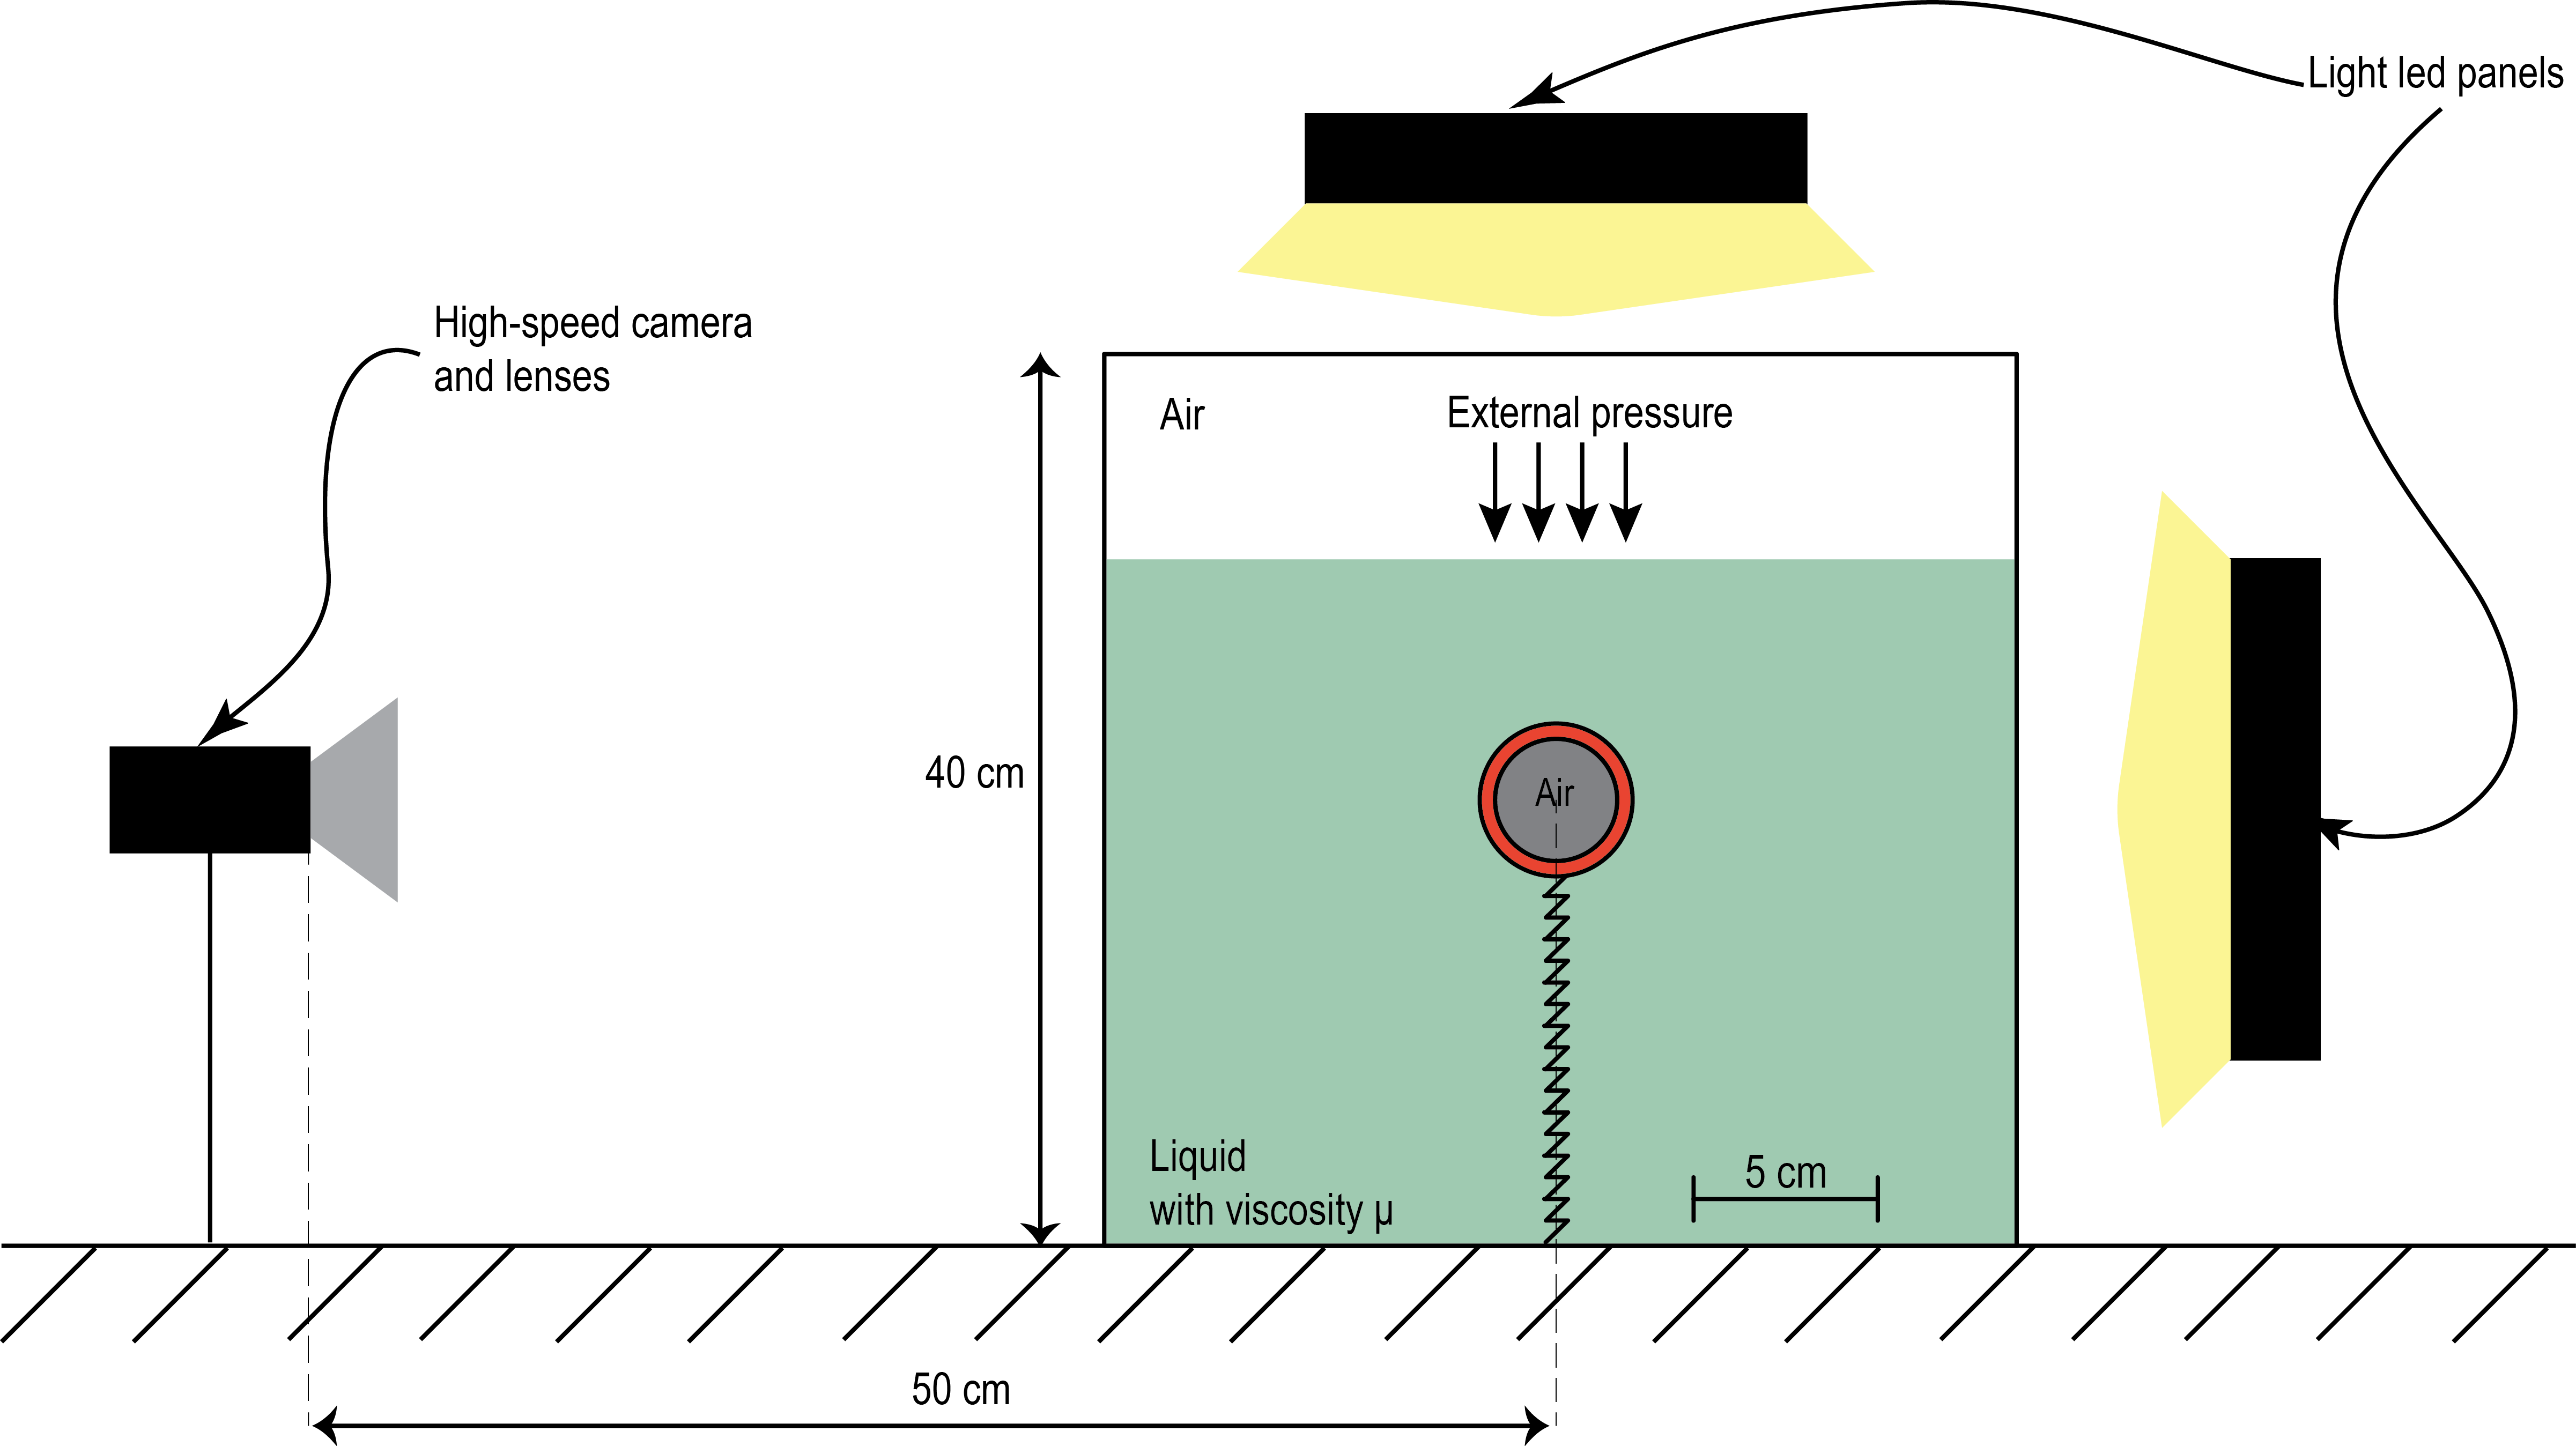 Light led panels
High-speed camera
and lenses
Air
External pressure
40 cm
Air
Liquid
with viscosity μ
5 cm
50 cm